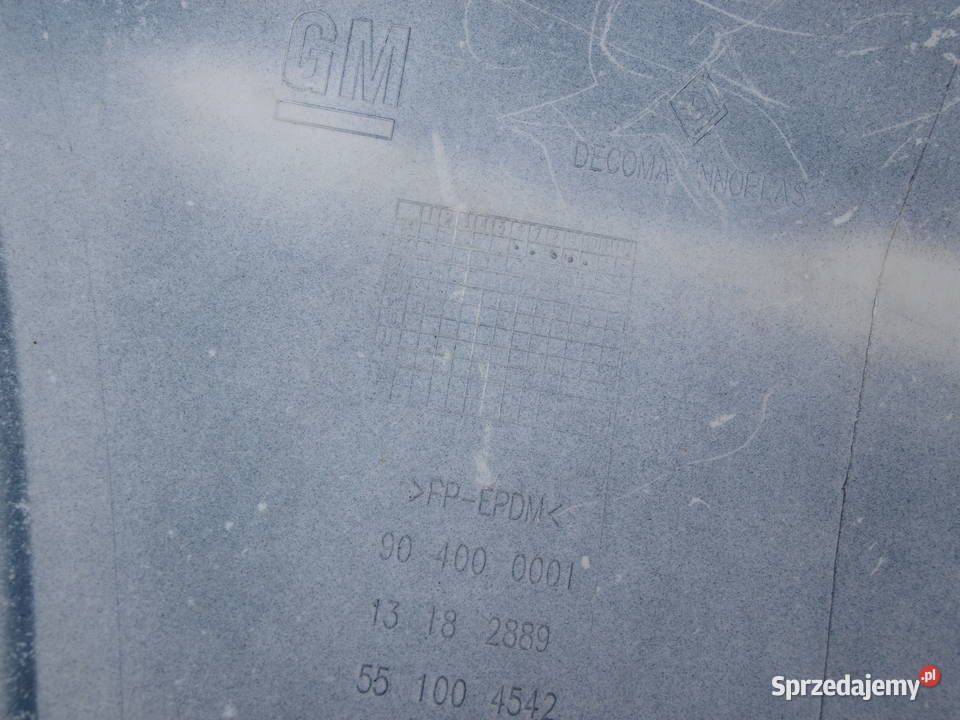 GM
DECOMA
>PP-EPDM<
90 400 0001
13 18 2889
55 100 4542
Sprzedajemy.pl